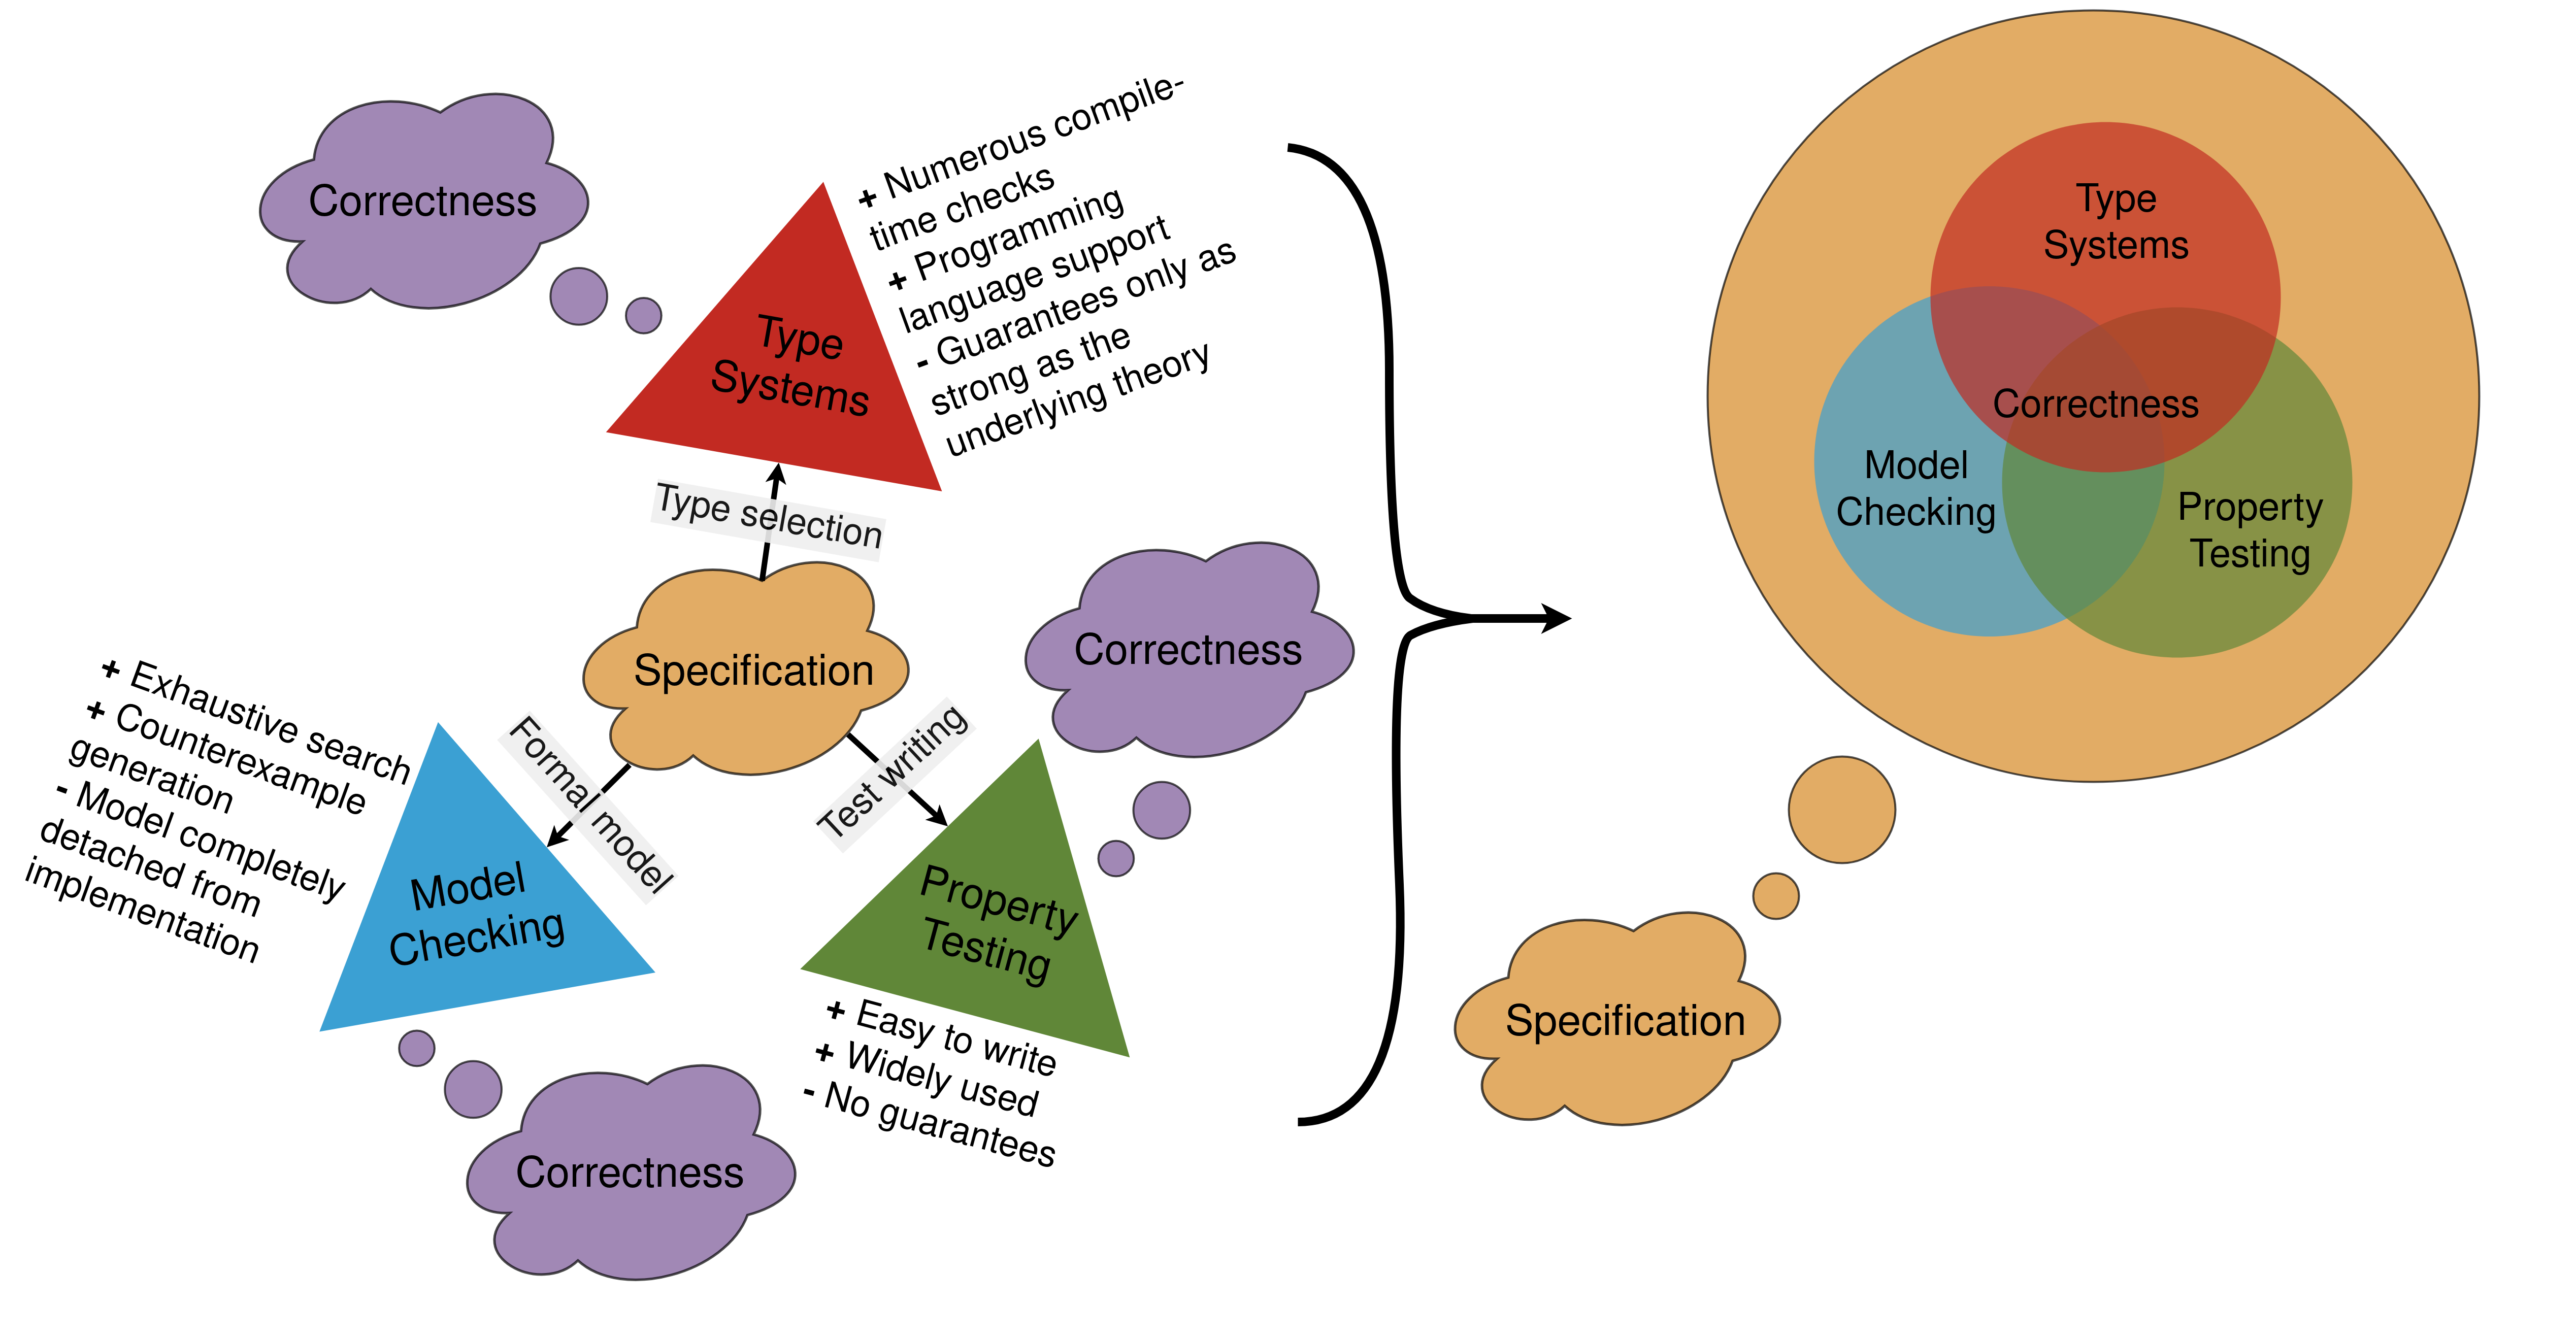 Correctness
+ Numerous compile-
time checks
+ Programming
language support
- Guarantees only as
strong as the
underlying theory
Type
Systems
Type selection
Specification
Correctness
Formal model
Test writing
+ Exhaustive search
+ Counterexample
generation
- Model completely
detached from
implementation
Model
Checking
Property
Testing
+ Easy to write
+ Widely used
- No guarantees
Correctness
Type
Systems
Correctness
Model
Checking
Property
Testing
Specification